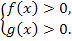 {f(x) > 0,
g(x) > 0.